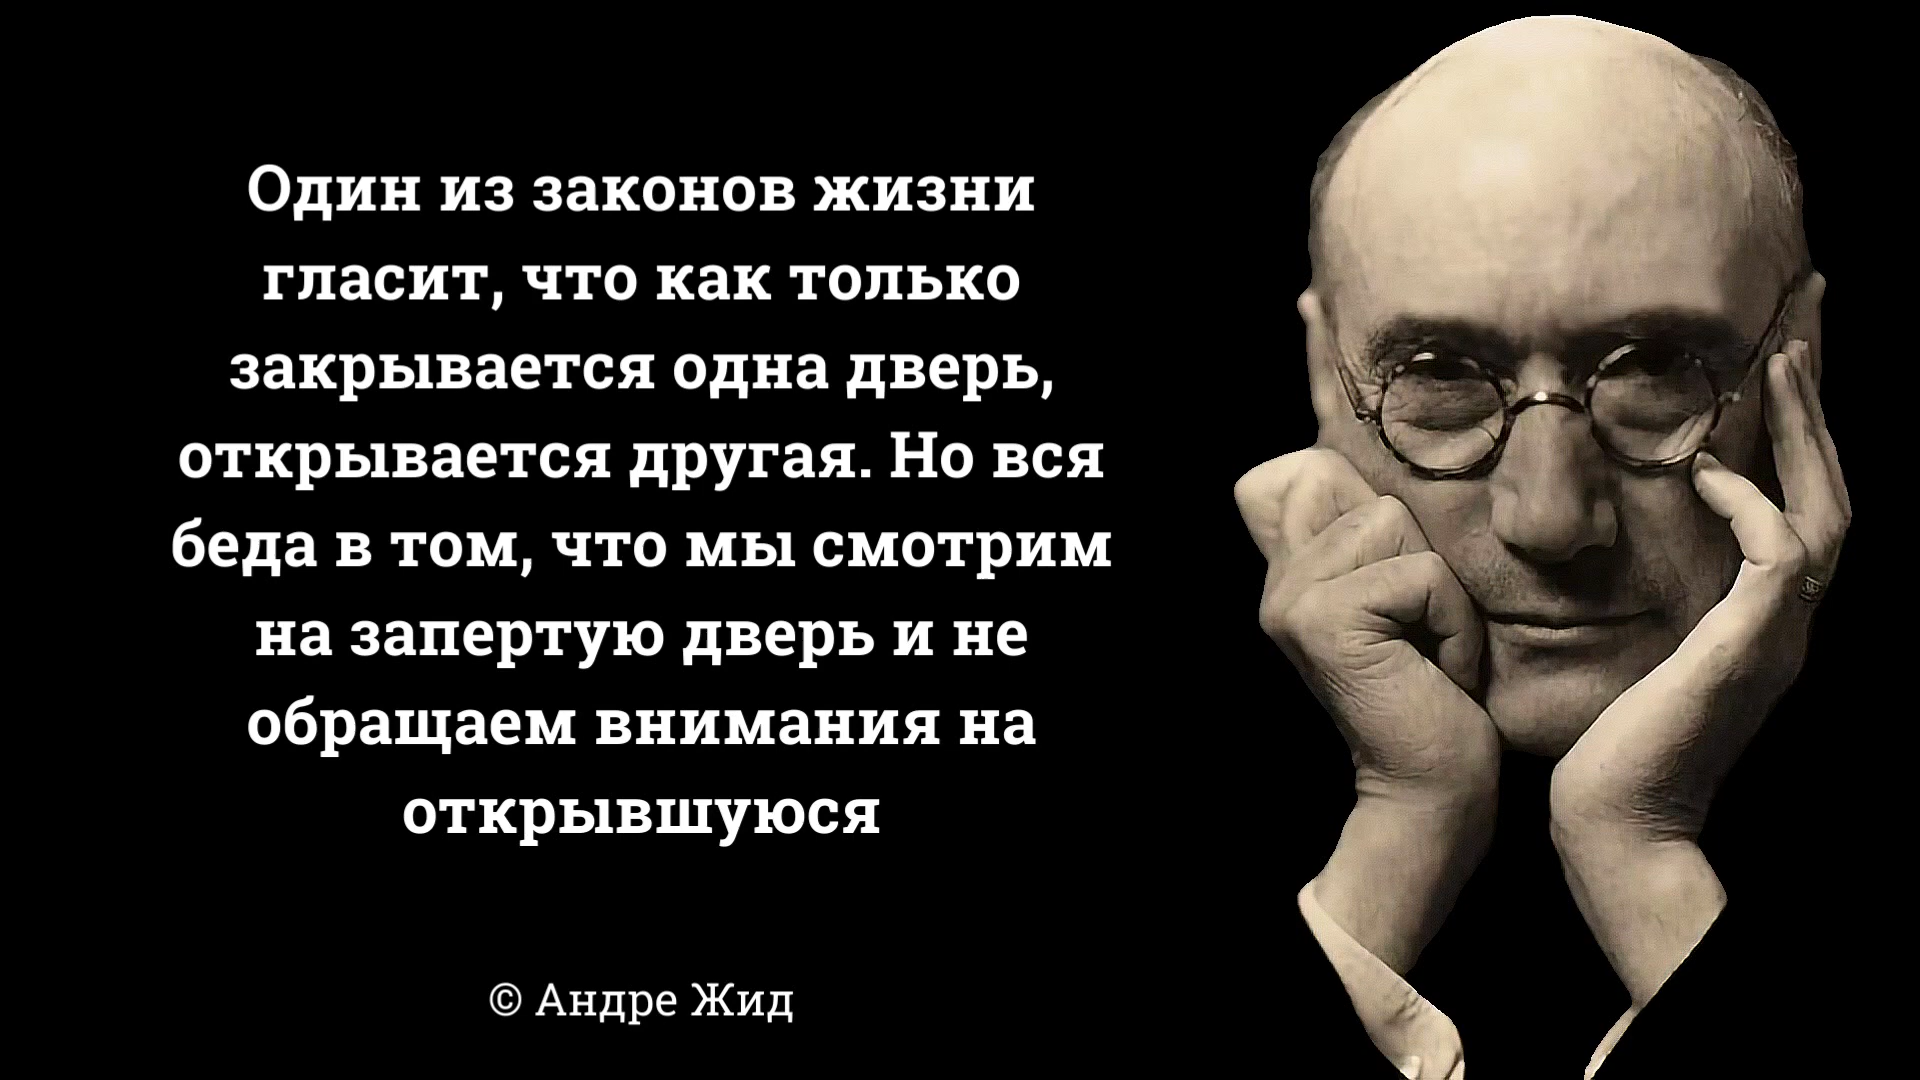 Один из законов жизни
гласит, что как только
закрывается одна дверь,
открывается другая. Но вся
беда в том, что мы смотрим
на запертую дверь и не
обращаем внимания на
открывшуюся
© Андре Жид